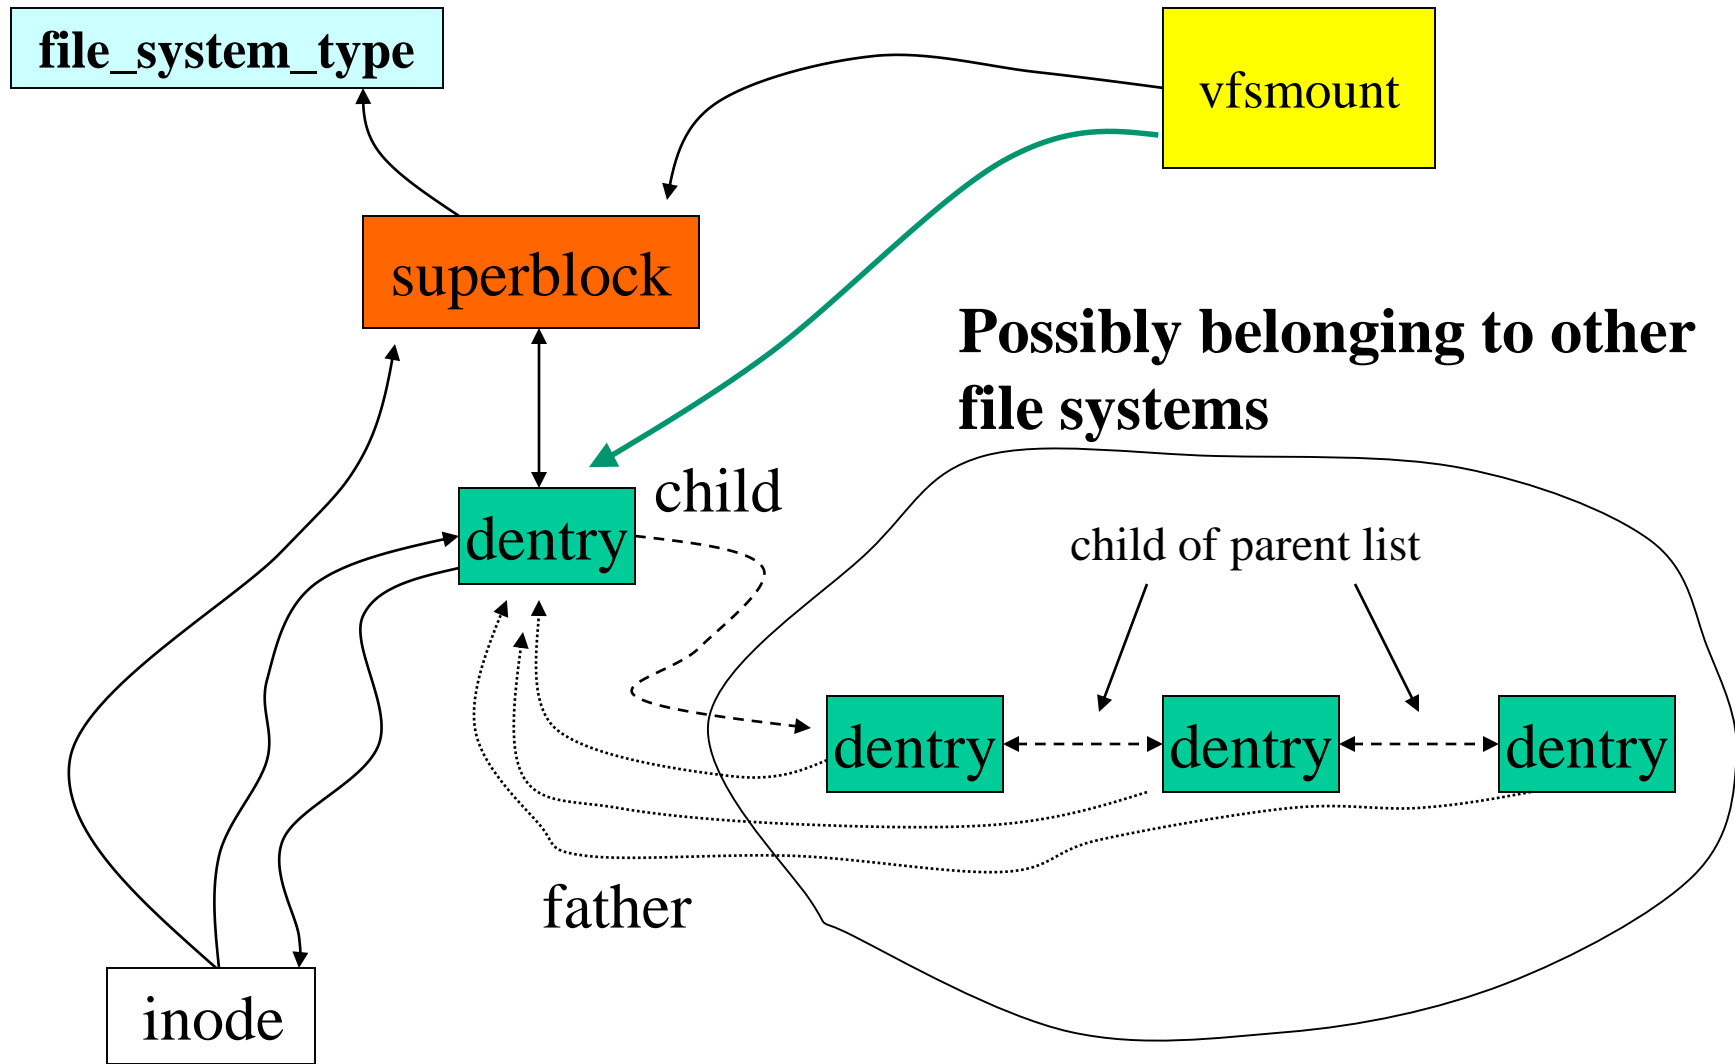 file_system_type
vfsmount
superblock
Possibly belonging to other
file systems
child
dentry
child of parent list
dentry
dentry
dentry
father
inode